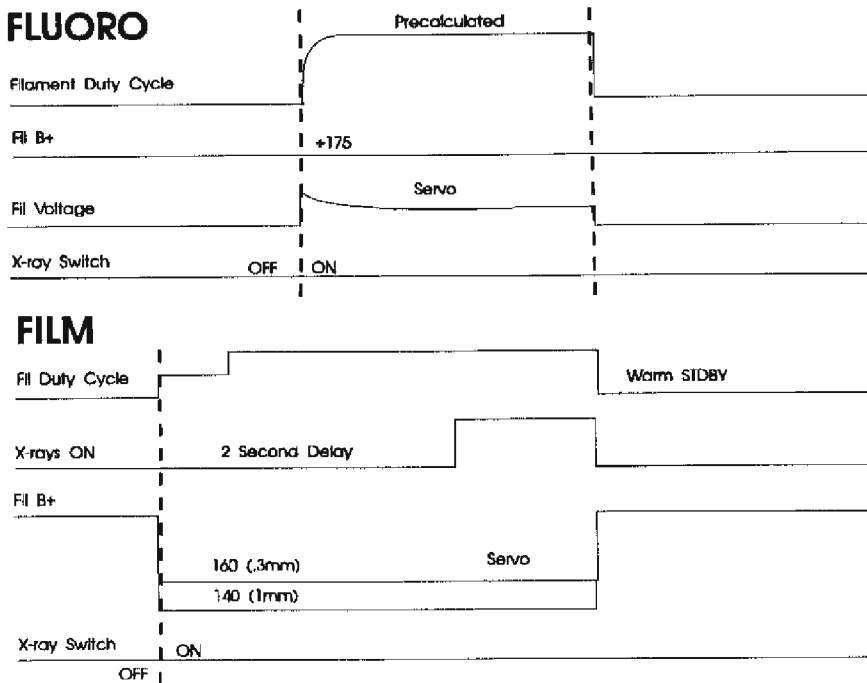 FLUORO
Precalculated
Filament Duty Cycle
Fil B+
+175
Servo
Fil Voltage
X-ray Switch OFF ON
FILM
Fil Duty Cycle
Warm STDBY
X-rays ON
2 Second Delay
Fil B+
160 (.3mm)
Servo
140 (1mm)
X-ray Switch
ON
OFF